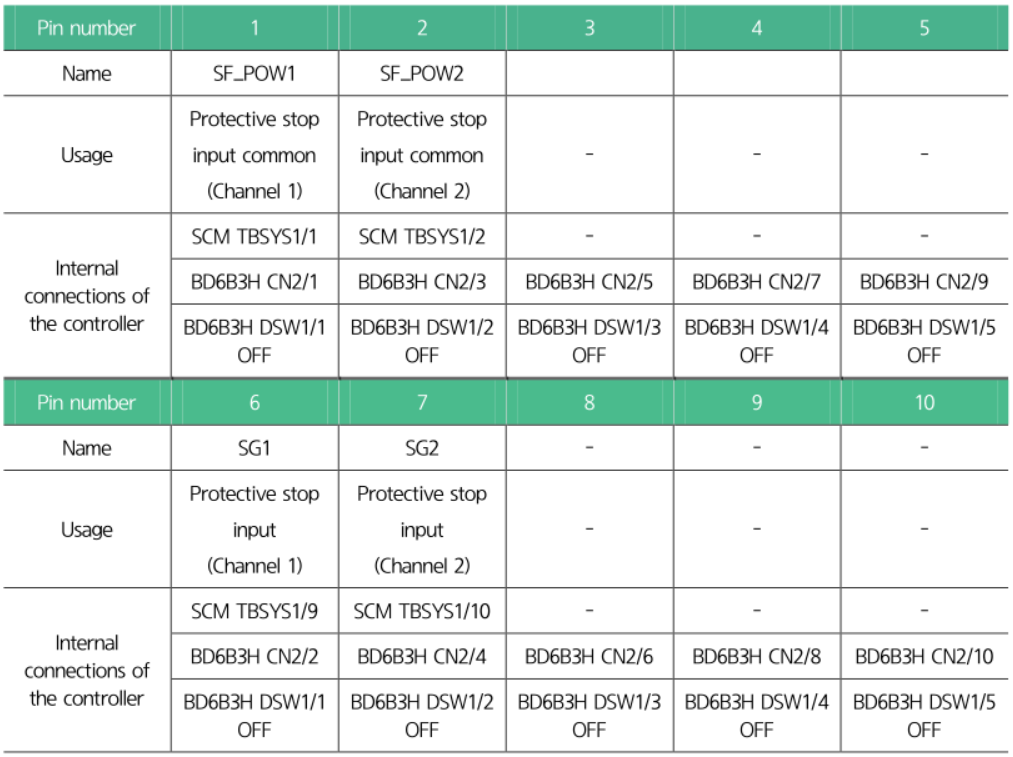 Pin number 1 2 3 4 5
Name SF_POW1 SF_POW2
Usage Protective stop input common (Channel 1) Protective stop input common (Channel 2) - - -
Internal connections of the controller SCM TBSYS1/1 SCM TBSYS1/2 - - -
BD6B3H CN2/1 BD6B3H CN2/3 BD6B3H CN2/5 BD6B3H CN2/7 BD6B3H CN2/9
BD6B3H DSW1/1 OFF BD6B3H DSW1/2 OFF BD6B3H DSW1/3 OFF BD6B3H DSW1/4 OFF BD6B3H DSW1/5 OFF
Pin number 6 7 8 9 10
Name SG1 SG2 - - -
Usage Protective stop input (Channel 1) Protective stop input (Channel 2) - - -
Internal connections of the controller SCM TBSYS1/9 SCM TBSYS1/10 - - -
BD6B3H CN2/2 BD6B3H CN2/4 BD6B3H CN2/6 BD6B3H CN2/8 BD6B3H CN2/10
BD6B3H DSW1/1 OFF BD6B3H DSW1/2 OFF BD6B3H DSW1/3 OFF BD6B3H DSW1/4 OFF BD6B3H DSW1/5 OFF